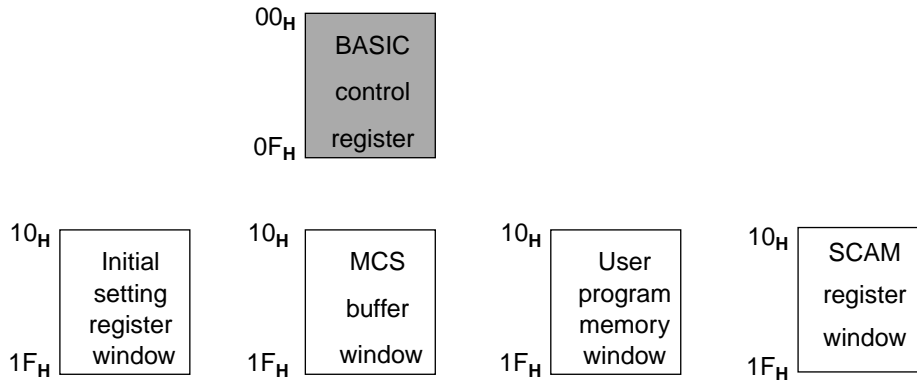 00H
BASIC
control
register
0FH
10H
Initial
setting
register
window
1FH
10H
MCS
buffer
window
1FH
10H
User
program
memory
window
1FH
10H
SCAM
register
window
1FH